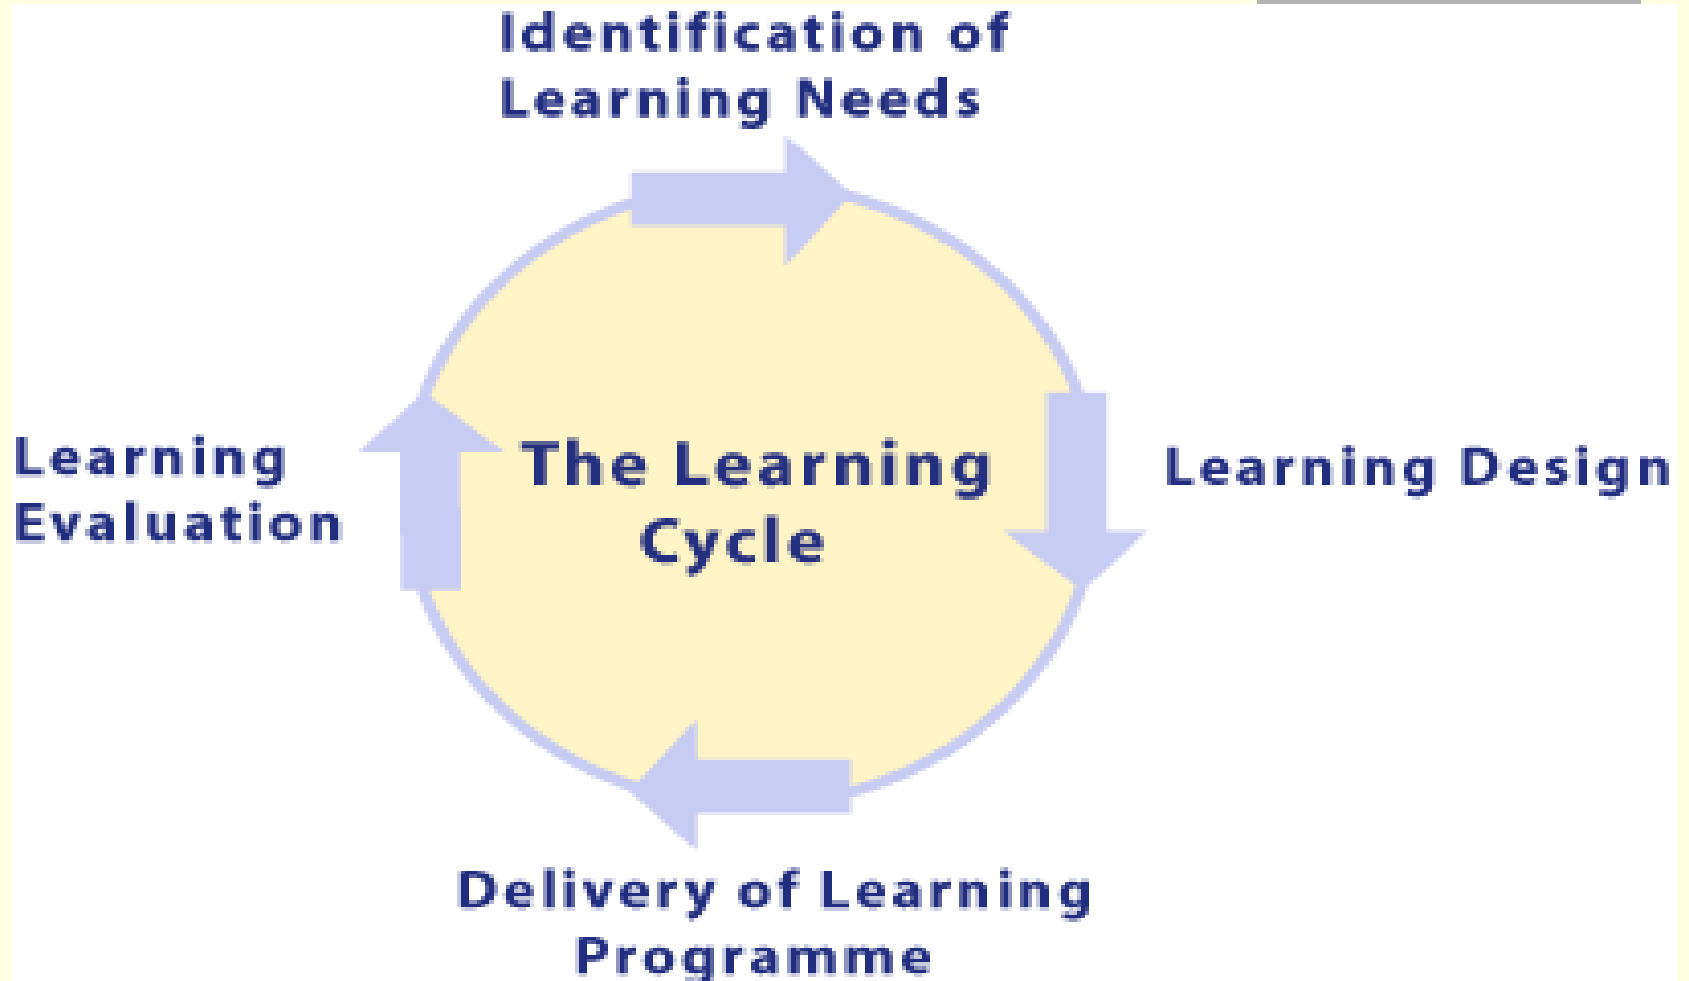 Identification of
Learning Needs
Learning
Evaluation
The Learning
Cycle
Learning Design
Delivery of Learning
Programme